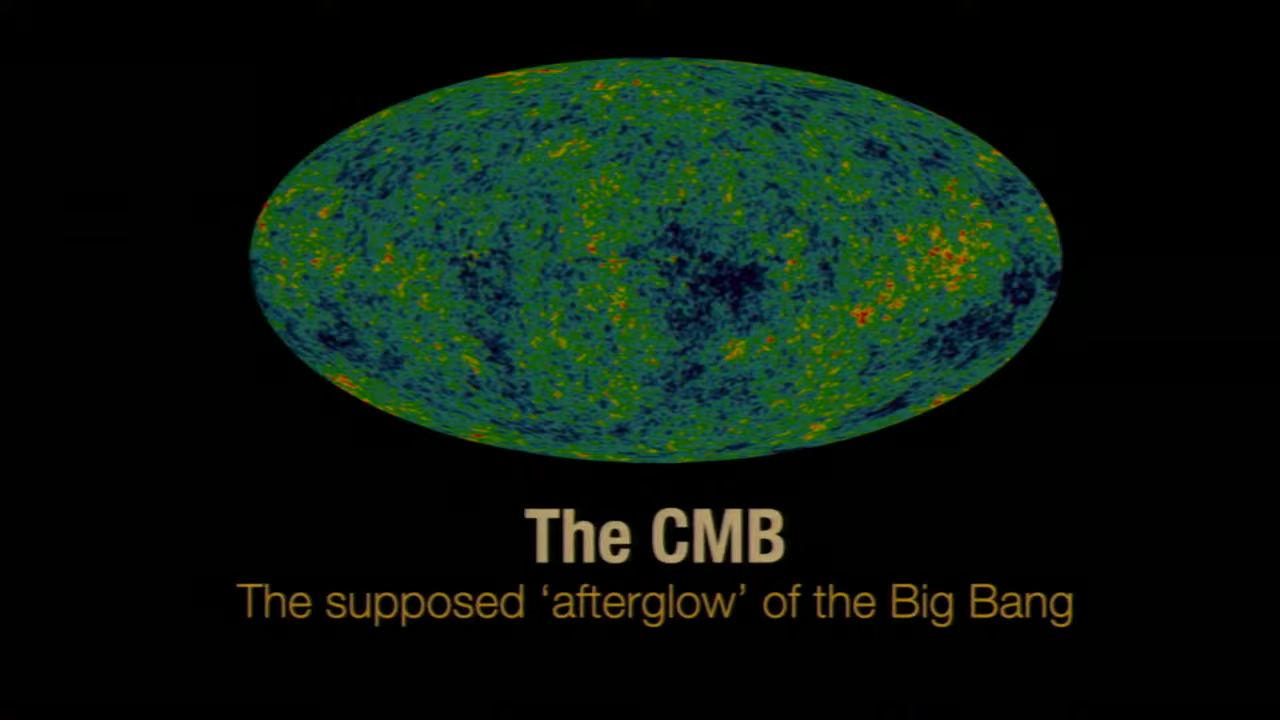 The CMB
The supposed ‘afterglow’ of the Big Bang